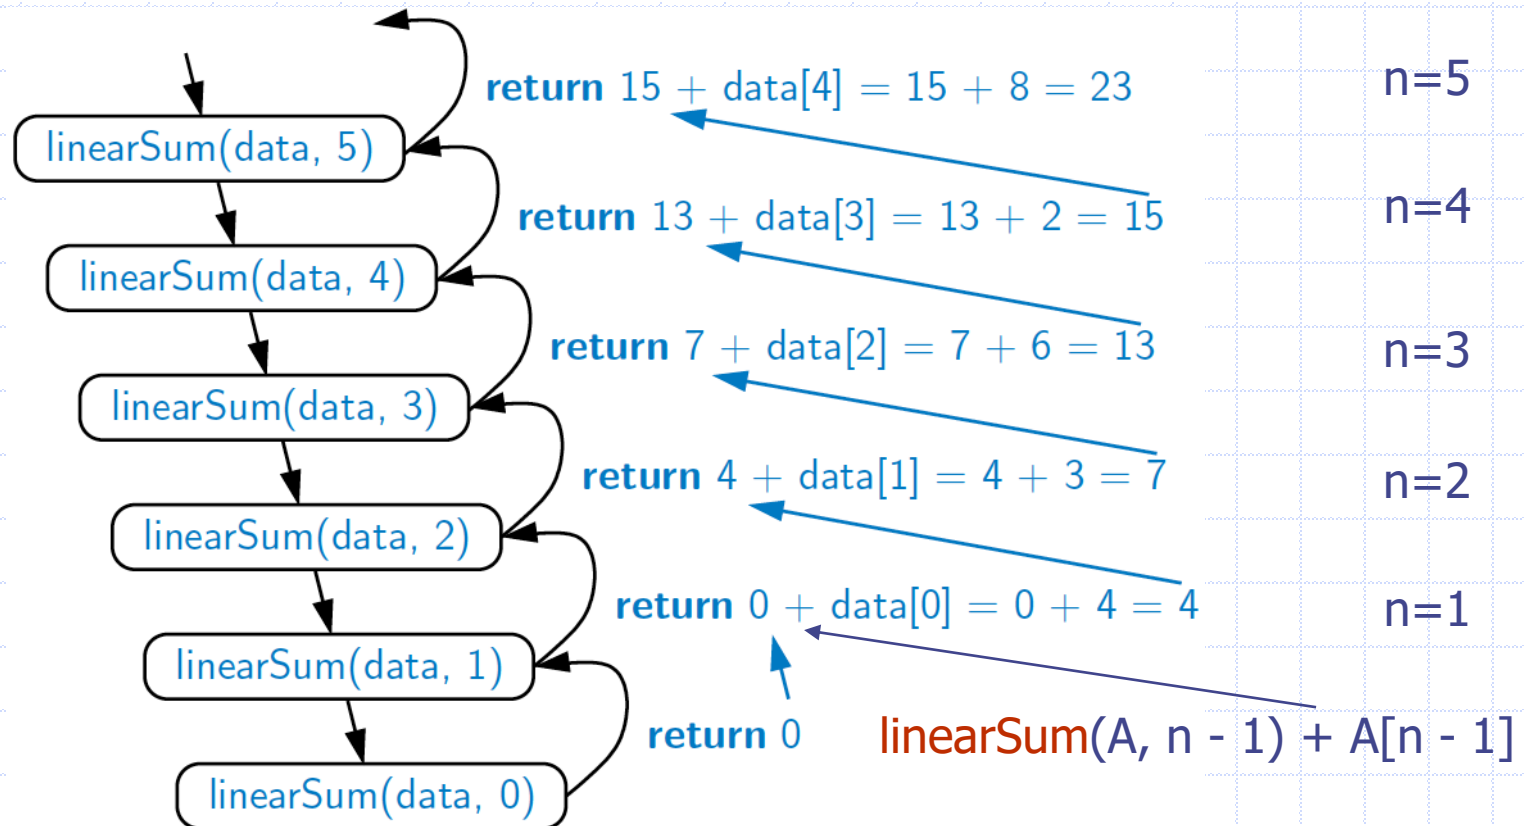 return 15 + data[4] = 15 + 8 = 23 n=5
linearSum(data, 5)
return 13 + data[3] = 13 + 2 = 15 n=4
linearSum(data, 4)
return 7 + data[2] = 7 + 6 = 13 n=3
linearSum(data, 3)
return 4 + data[1] = 4 + 3 = 7 n=2
linearSum(data, 2)
return 0 + data[0] = 0 + 4 = 4 n=1
linearSum(data, 1)
return 0 linearSum(A, n - 1) + A[n - 1]
linearSum(data, 0)